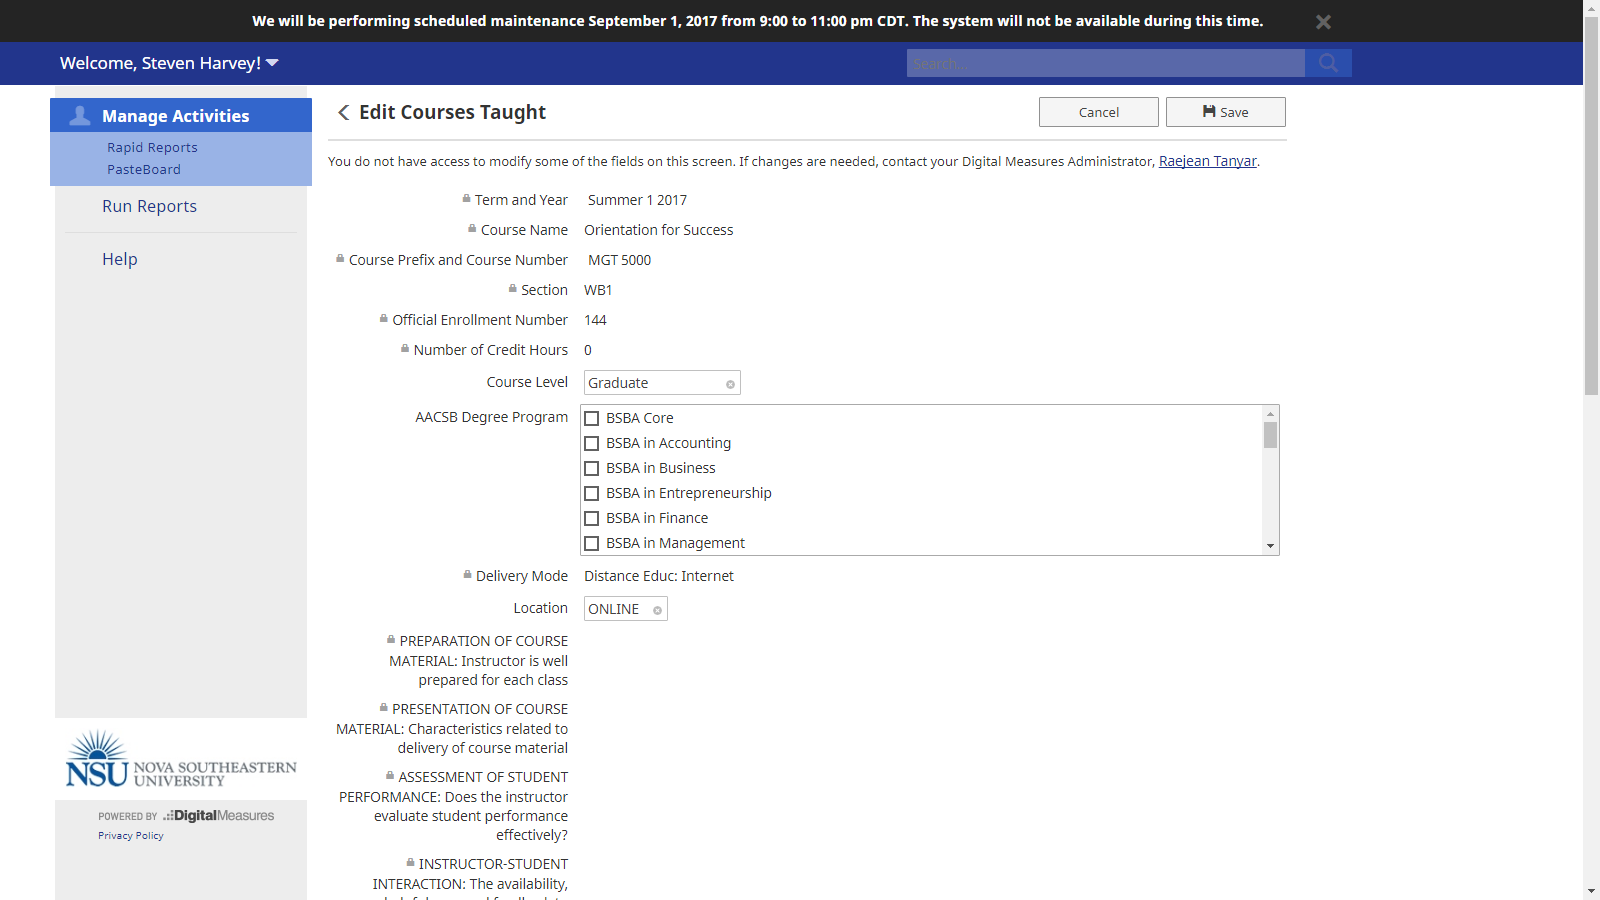 We will be performing scheduled maintenance September 1, 2017 from 9:00 to 11:00 pm CDT. The system will not be available during this time.
Welcome, Steven Harvey!
Search...
Manage Activities
Rapid Reports
PasteBoard
Run Reports
Help
NSU NOVA SOUTHEASTERN
UNIVERSITY
POWERED BY DigitalMeasures
Privacy Policy
Edit Courses Taught
Cancel
Save
You do not have access to modify some of the fields on this screen. If changes are needed, contact your Digital Measures Administrator, Raejean Tanyar.
Term and Year Summer 1 2017
Course Name Orientation for Success
Course Prefix and Course Number MGT 5000
Section WB1
Official Enrollment Number 144
Number of Credit Hours 0
Course Level Graduate
AACSB Degree Program BSBA Core
BSBA in Accounting
BSBA in Business
BSBA in Entrepreneurship
BSBA in Finance
BSBA in Management
Delivery Mode Distance Educ: Internet
Location ONLINE
PREPARATION OF COURSE
MATERIAL: Instructor is well
prepared for each class
PRESENTATION OF COURSE
MATERIAL: Characteristics related to
delivery of course material
ASSESSMENT OF STUDENT
PERFORMANCE: Does the instructor
evaluate student performance
effectively?
INSTRUCTOR-STUDENT
INTERACTION: The availability,